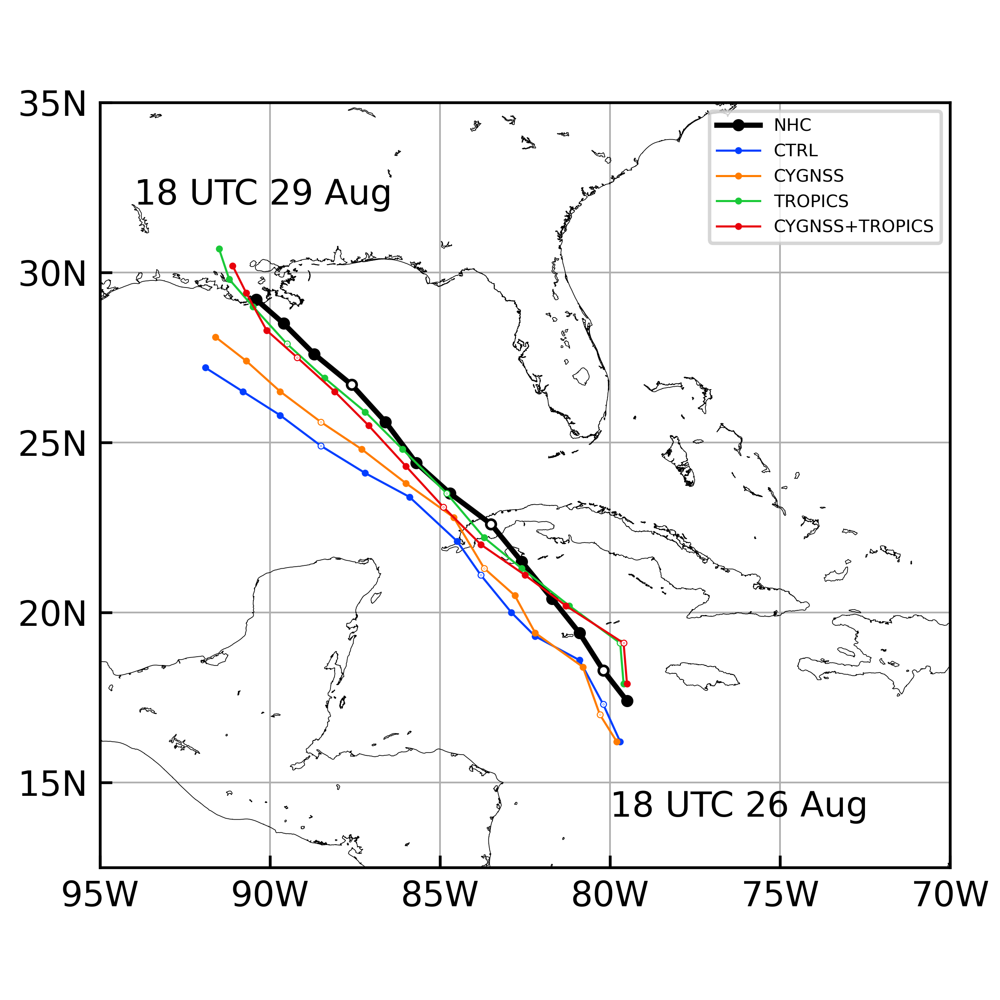 35N
30N
25N
20N
15N
NHC
CTRL
CYGNSS
TROPICS
CYGNSS+TROPICS
18 UTC 29 Aug
18 UTC 26 Aug
95W
90W
85W
80W
75W
70W